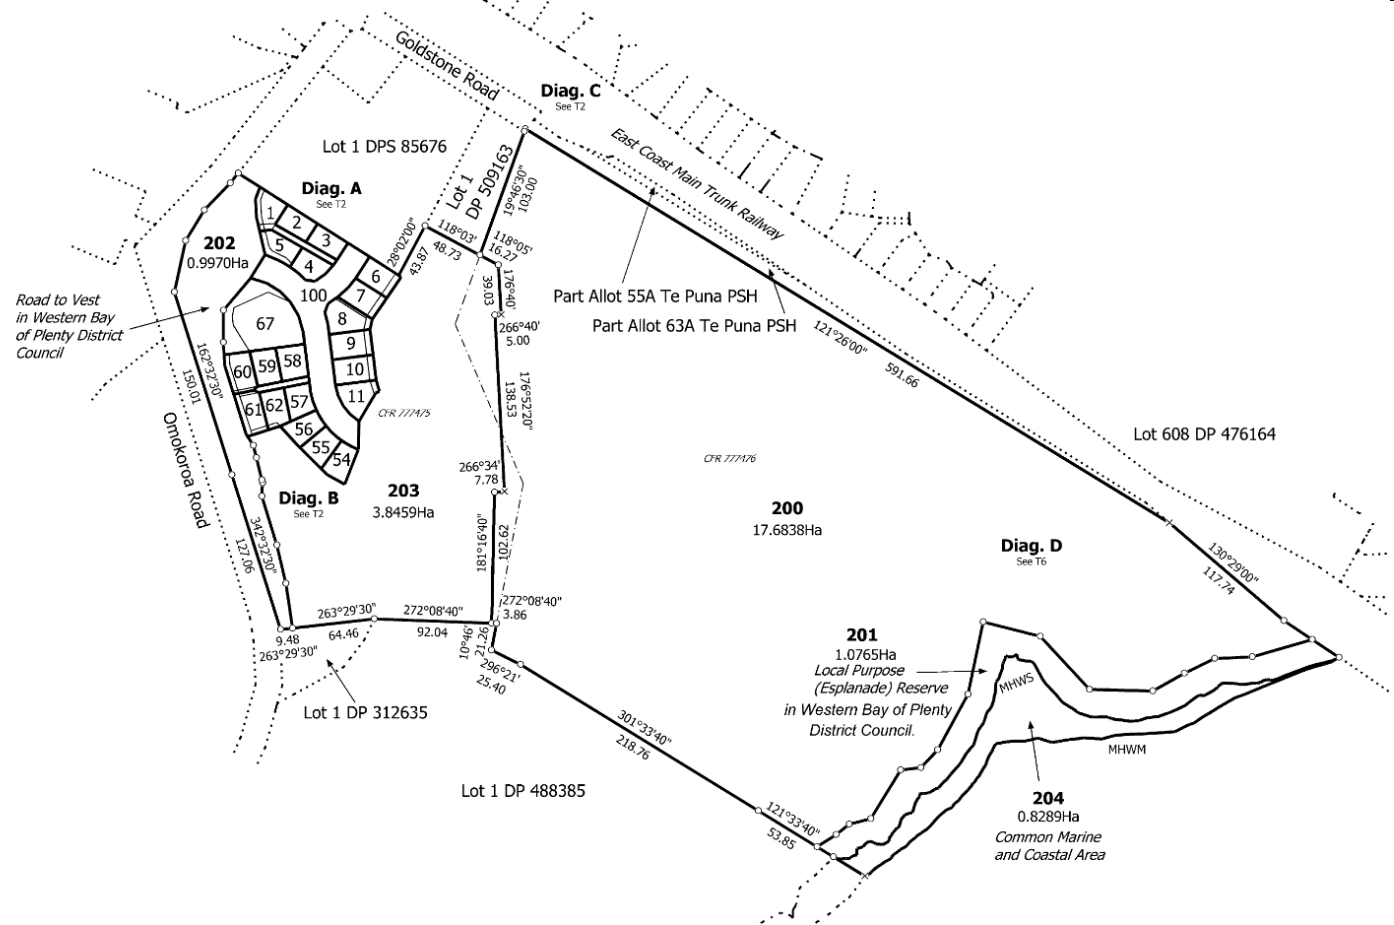 Goldstone Road
Diag. C
See T2
East Coast Main Trunk Railway
Lot 1 DPS 85676
Lot 1
DP 509163
19°46'30"
103.00
Diag. A
See T2
1
2
3
5
4
6
7
100
8
9
10
11
67
60
59
58
61
62
57
56
55
54
202
0.9970Ha
Road to Vest
in Western Bay
of Plenty District
Council
28°02'00"
43.87
118°03'
48.73
118°05'
16.27
176°40'
39.03
266°40'
5.00
176°52'20"
138.53
Part Allot 55A Te Puna PSH
Part Allot 63A Te Puna PSH
121°26'00"
591.66
162°32'30"
150.01
Omokoroa Road
CFR 777475
CFR 777476
Lot 608 DP 476164
266°34'
7.78
Diag. B
See T2
203
3.8459Ha
200
17.6838Ha
Diag. D
See T6
342°32'30"
127.06
181°16'40"
102.62
130°29'00"
117.74
263°29'30"
64.46
272°08'40"
92.04
272°08'40"
3.86
9.48
263°29'30"
10°46'
21.26
296°21'
25.40
Lot 1 DP 312635
201
1.0765Ha
Local Purpose
(Esplanade) Reserve
in Western Bay of Plenty
District Council.
MHWS
MHWM
301°33'40"
218.76
Lot 1 DP 488385
121°33'40"
53.85
204
0.8289Ha
Common Marine
and Coastal Area